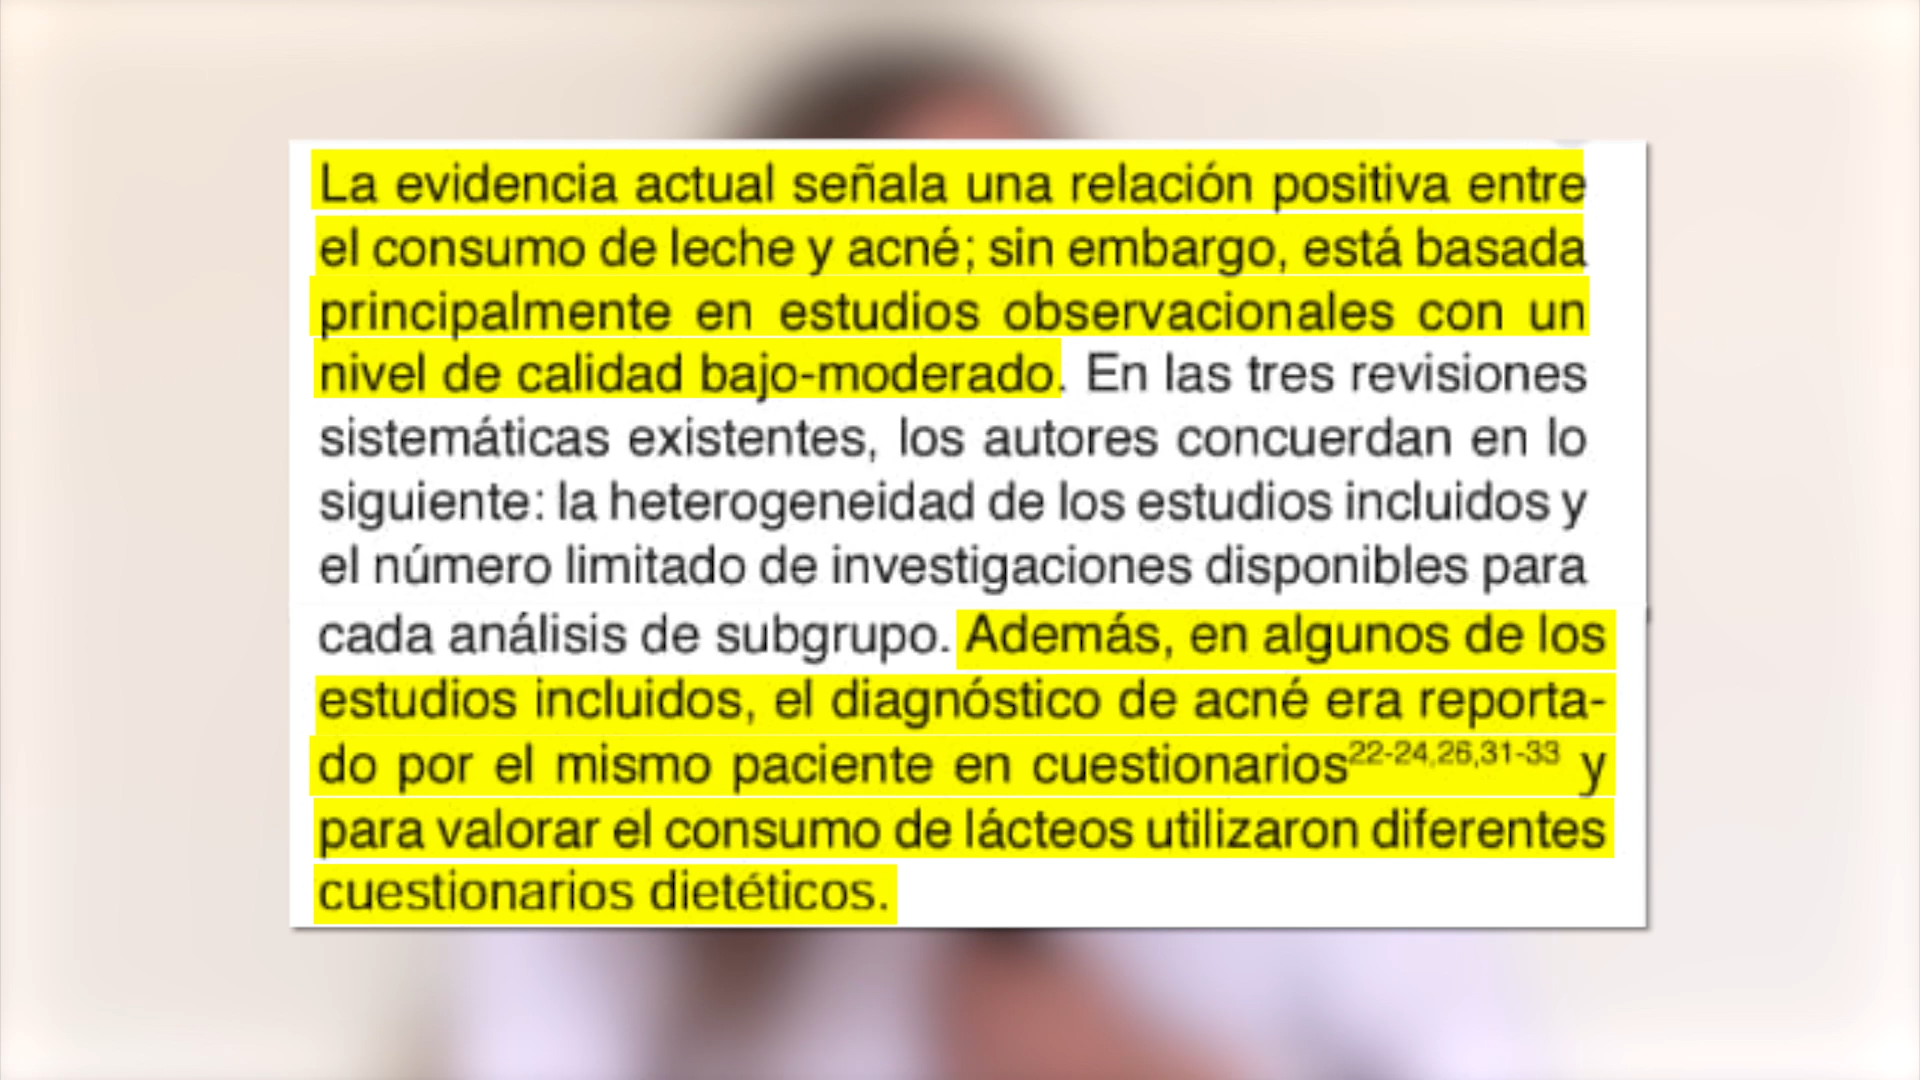 La evidencia actual señala una relación positiva entre
el consumo de leche y acné; sin embargo, está basada
principalmente en estudios observacionales con un
nivel de calidad bajo-moderado. En las tres revisiones
sistemáticas existentes, los autores concuerdan en lo
siguiente: la heterogeneidad de los estudios incluidos y
el número limitado de investigaciones disponibles para
cada análisis de subgrupo. Además, en algunos de los
estudios incluidos, el diagnóstico de acné era reporta-
do por el mismo paciente en cuestionarios22-24,26,31-33 y
para valorar el consumo de lácteos utilizaron diferentes
cuestionarios dietéticos.